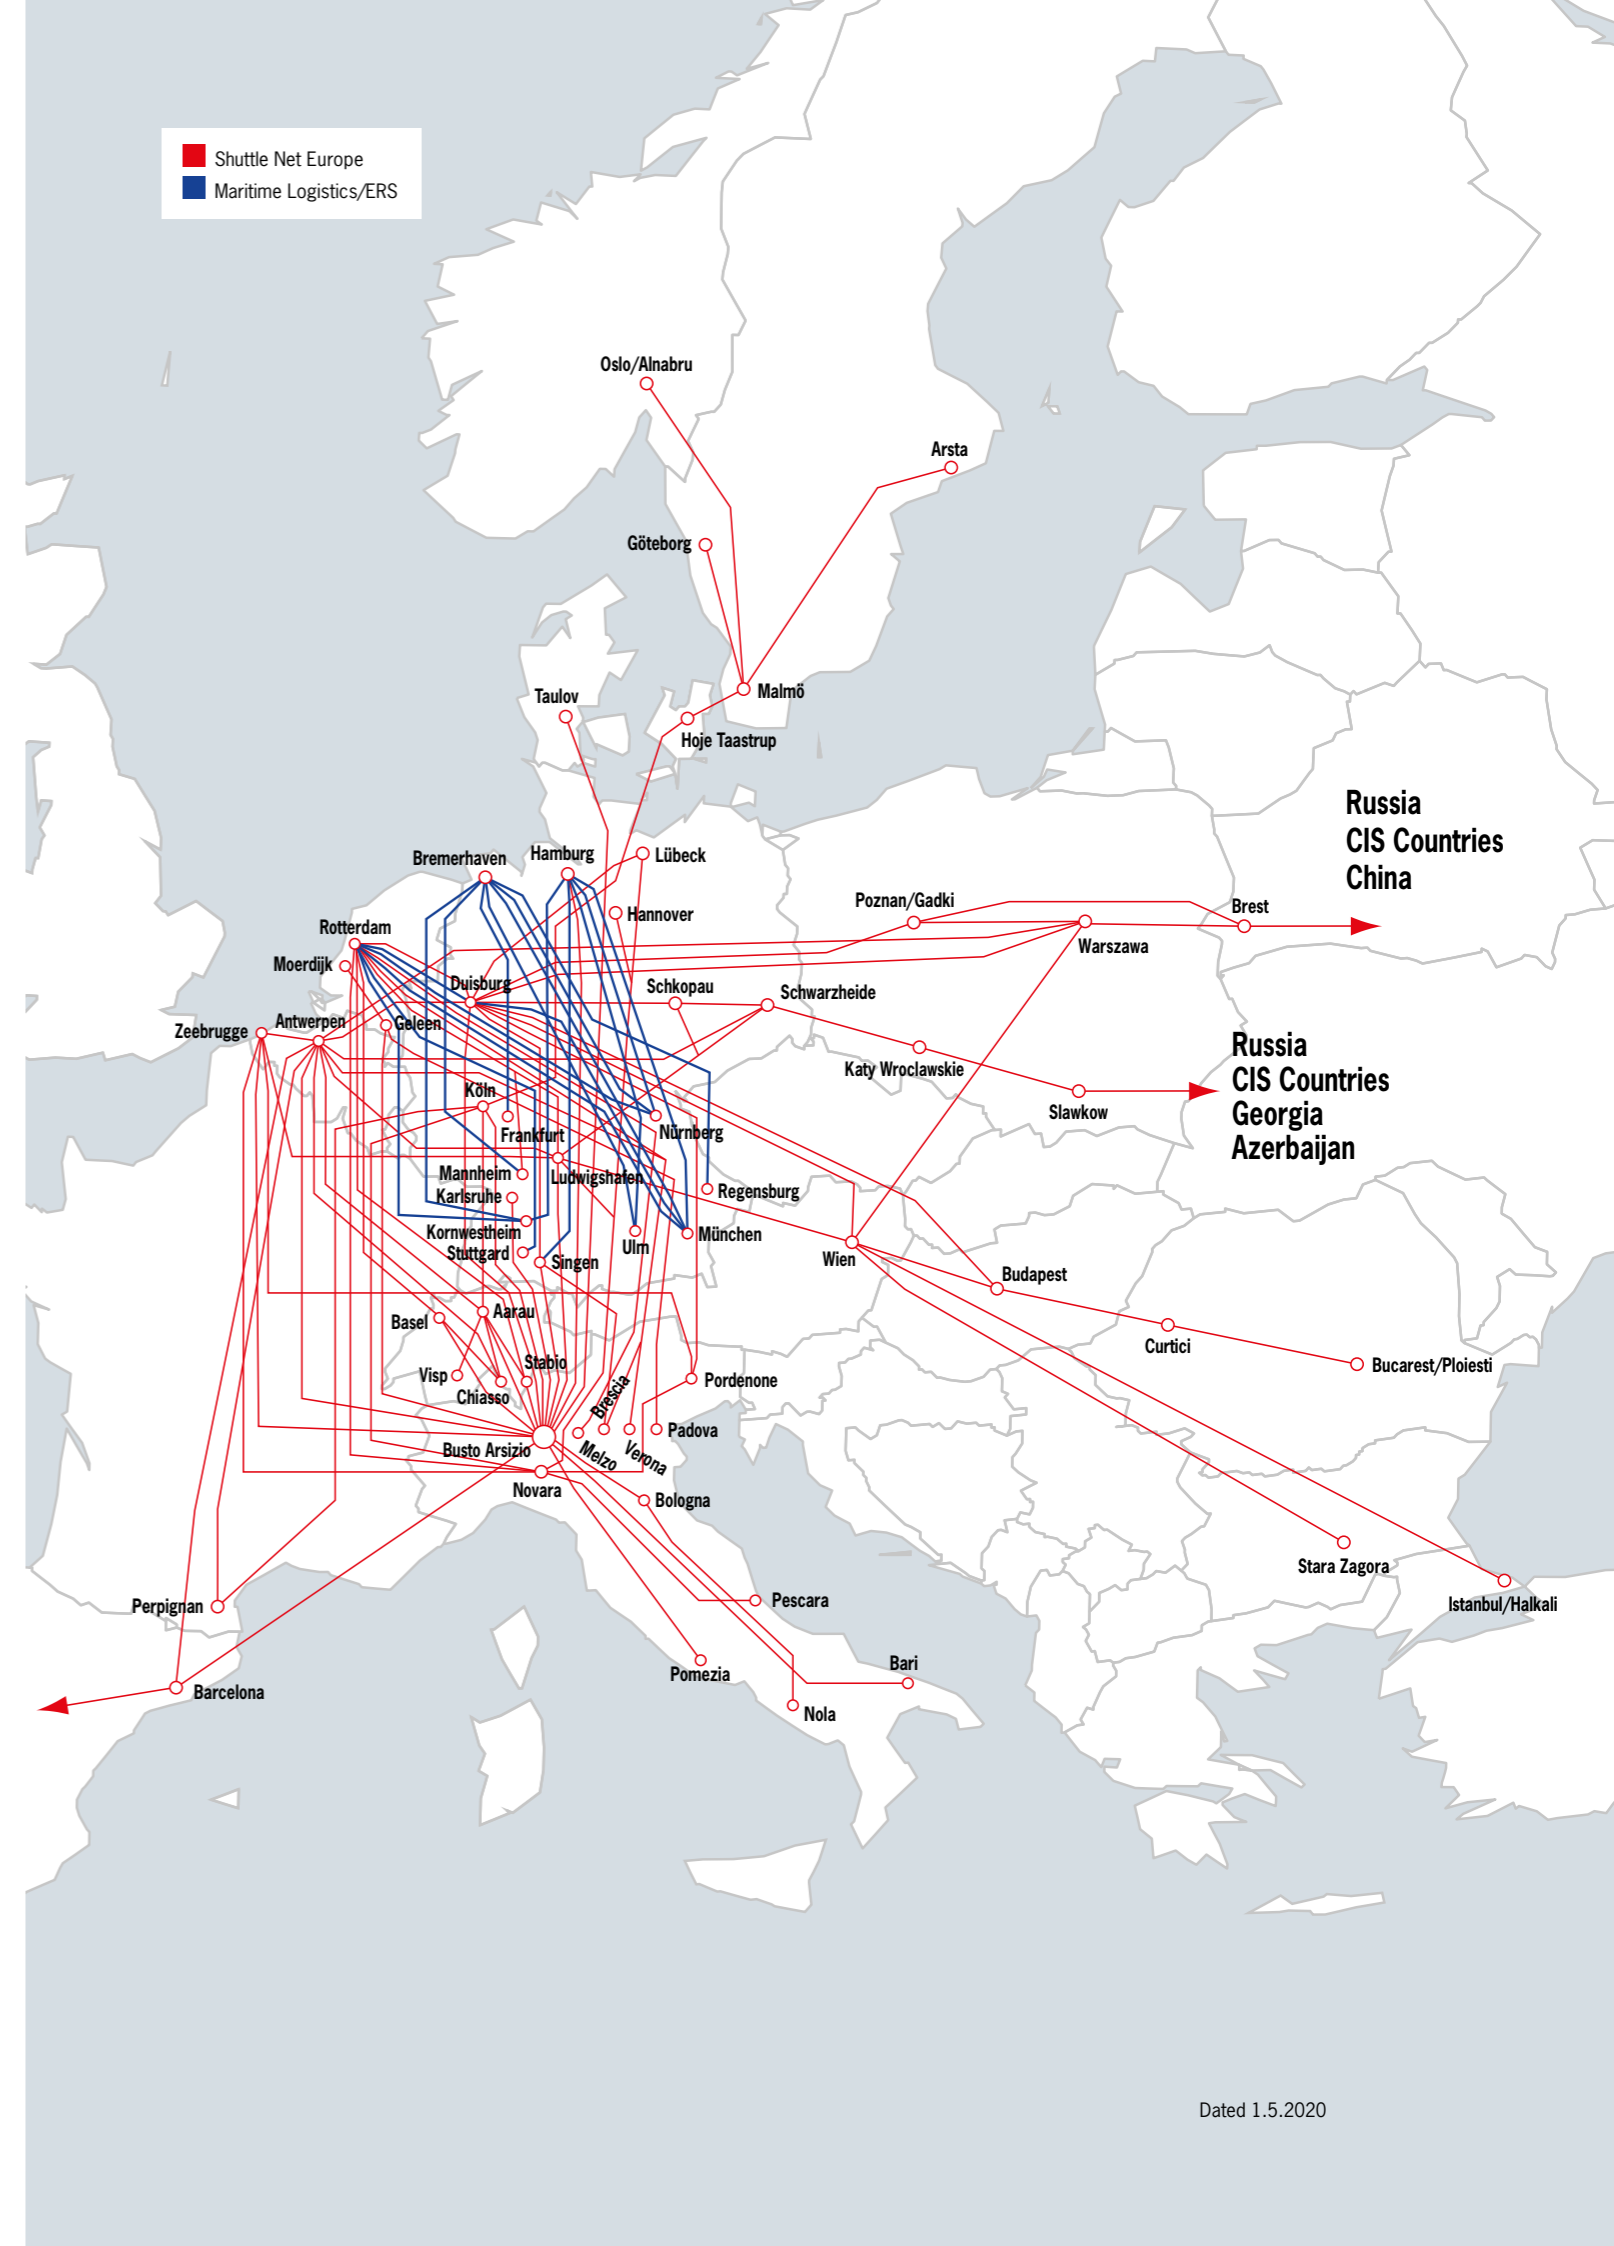 Shuttle Net Europe
Maritime Logistics/ERS
Oslo/Alnabru
Arsta
Göteborg
Malmö
Taulov
Hoje Taastrup
Russia
CIS Countries
China
Bremerhaven
Hamburg
Lübeck
Hannover
Poznan/Gadki
Brest
Rotterdam
Warszawa
Moerdijk
Duisburg
Schkopau
Schwarzheide
Zeebrugge
Antwerpen
Geleen
Russia
CIS Countries
Georgia
Azerbaijan
Katy Wroclawskie
Slawkow
Köln
Frankfurt
Nürnberg
Mannheim
Ludwigshafen
Karlsruhe
Regensburg
Kornwestheim
Stuttgard
Singen
Ulm
München
Wien
Budapest
Basel
Aarau
Curtici
Bucarest/Ploiesti
Visp
Chiasso
Stabio
Brescia
Pordenone
Busto Arsizio
Melzo
Verona
Padova
Novara
Bologna
Stara Zagora
Istanbul/Halkali
Perpignan
Pescara
Barcelona
Pomezia
Bari
Nola
Dated 1.5.2020